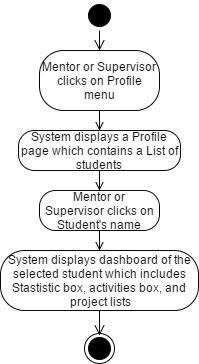 Mentor or Supervisor
clicks on Profile
menu
System displays a Profile
page which contains a List of
students
Mentor or
Supervisor clicks on
Student's name
System displays dashboard of the
selected student which includes
Stastistic box, activities box, and
project lists